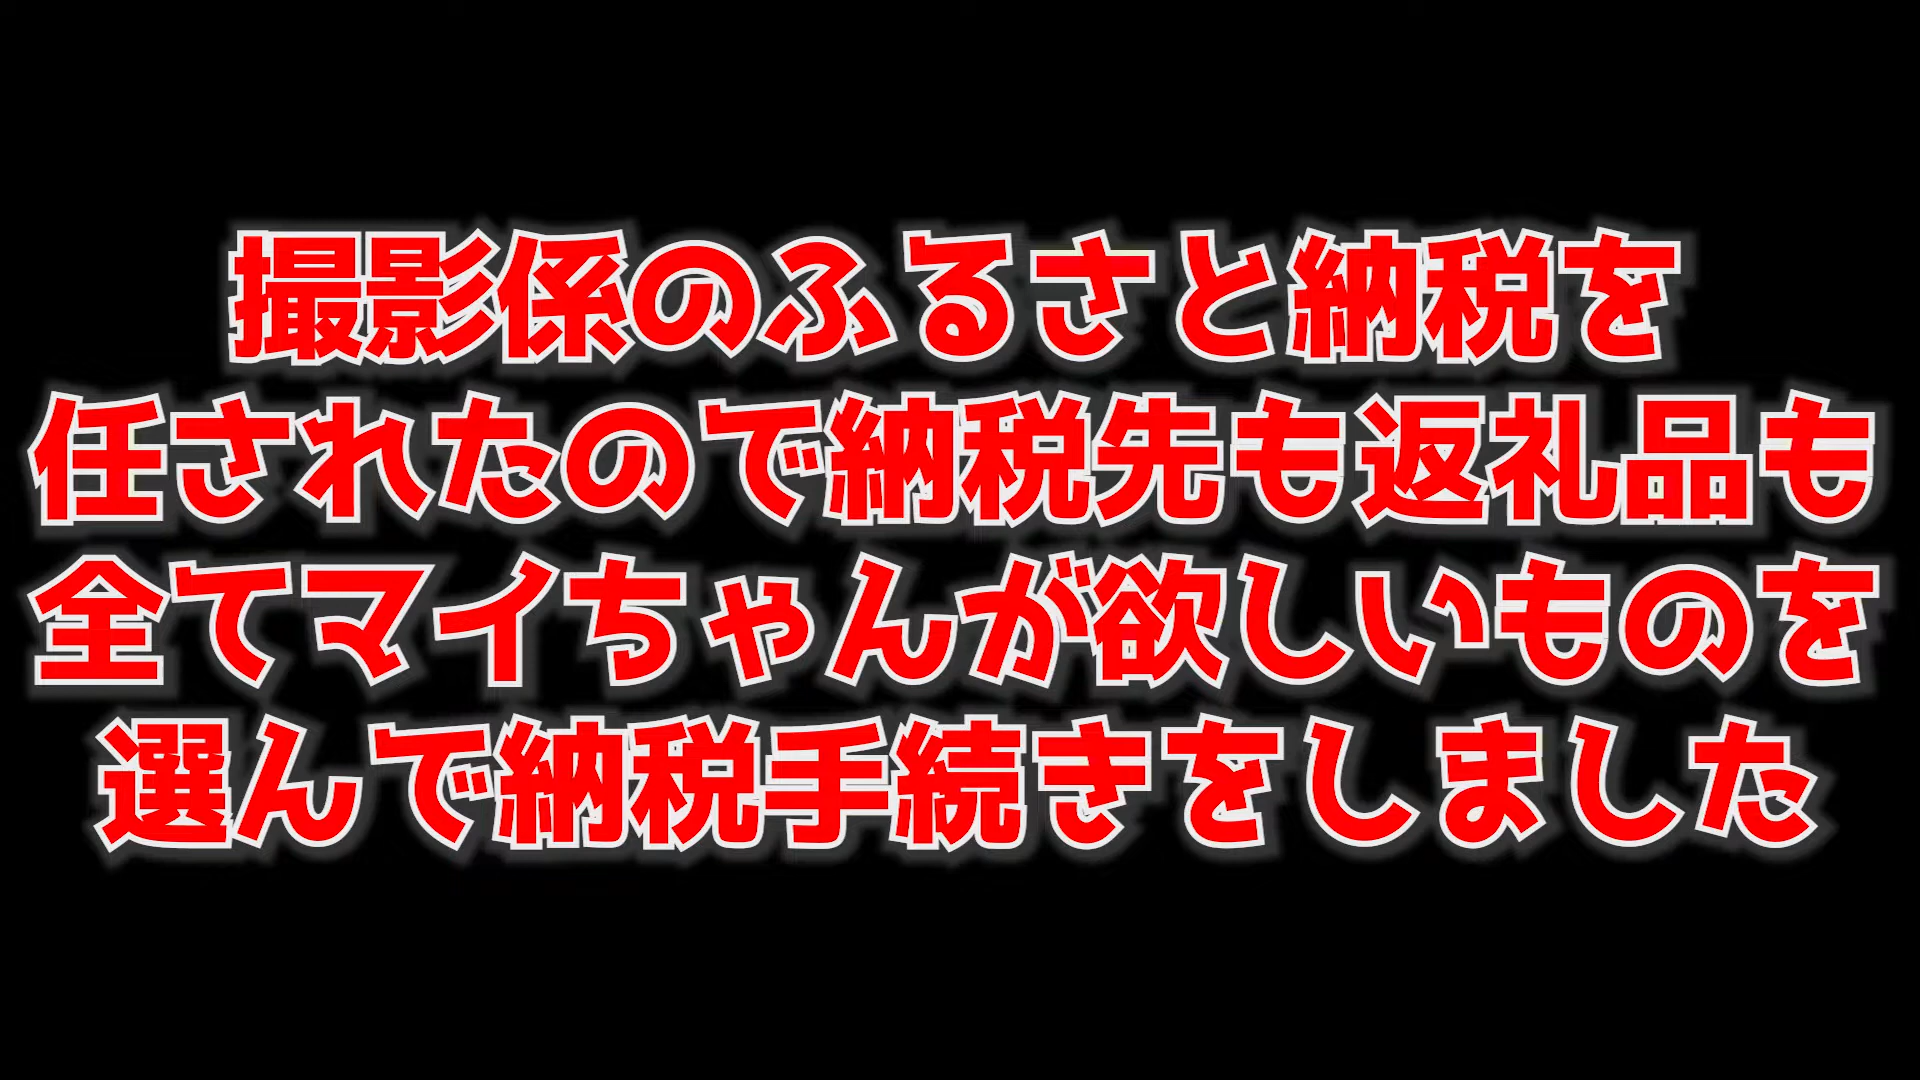 撮影係のふるさと納税を
任されたので納税先も返礼品も
全てマイちゃんが欲しいものを
選んで納税手続きをしました